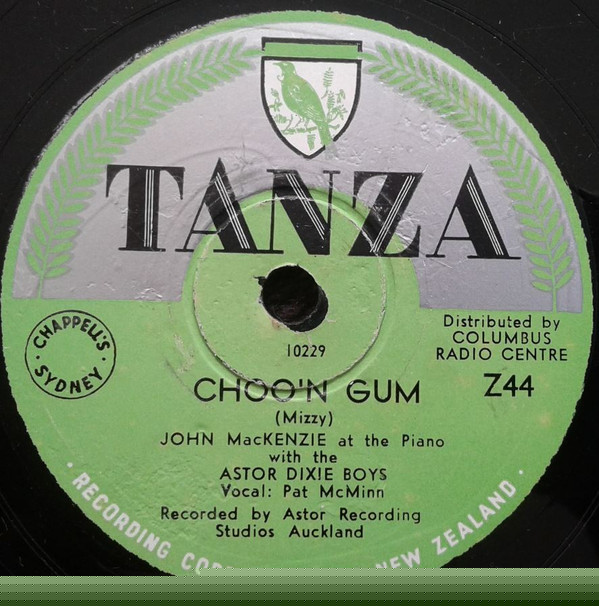 TANZA
CHAPPELL'S
SYDNEY
Distributed by
COLUMBUS
RADIO CENTRE
Z44
10229
CHOO'N GUM
(Mizzy)
JOHN MacKENZIE at the Piano
with the
ASTOR DIXIE BOYS
Vocal: Pat McMinn
Recorded by Astor Recording
Studios Auckland
RECORDING NEW ZEALAND